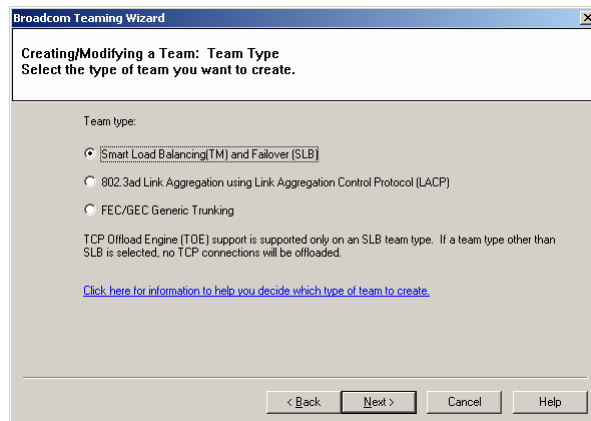 Broadcom Teaming Wizard
Creating/Modifying a Team: Team Type
Select the type of team you want to create.
Team type:
Smart Load Balancing(TM) and Failover (SLB)
802.3ad Link Aggregation using Link Aggregation Control Protocol (LACP)
FEC/GEC Generic Trunking
TCP Offload Engine (TOE) support is supported only on an SLB team type. If a team type other than
SLB is selected, no TCP connections will be offloaded.
Click here for information to help you decide which type of team to create.
< Back Next > Cancel Help